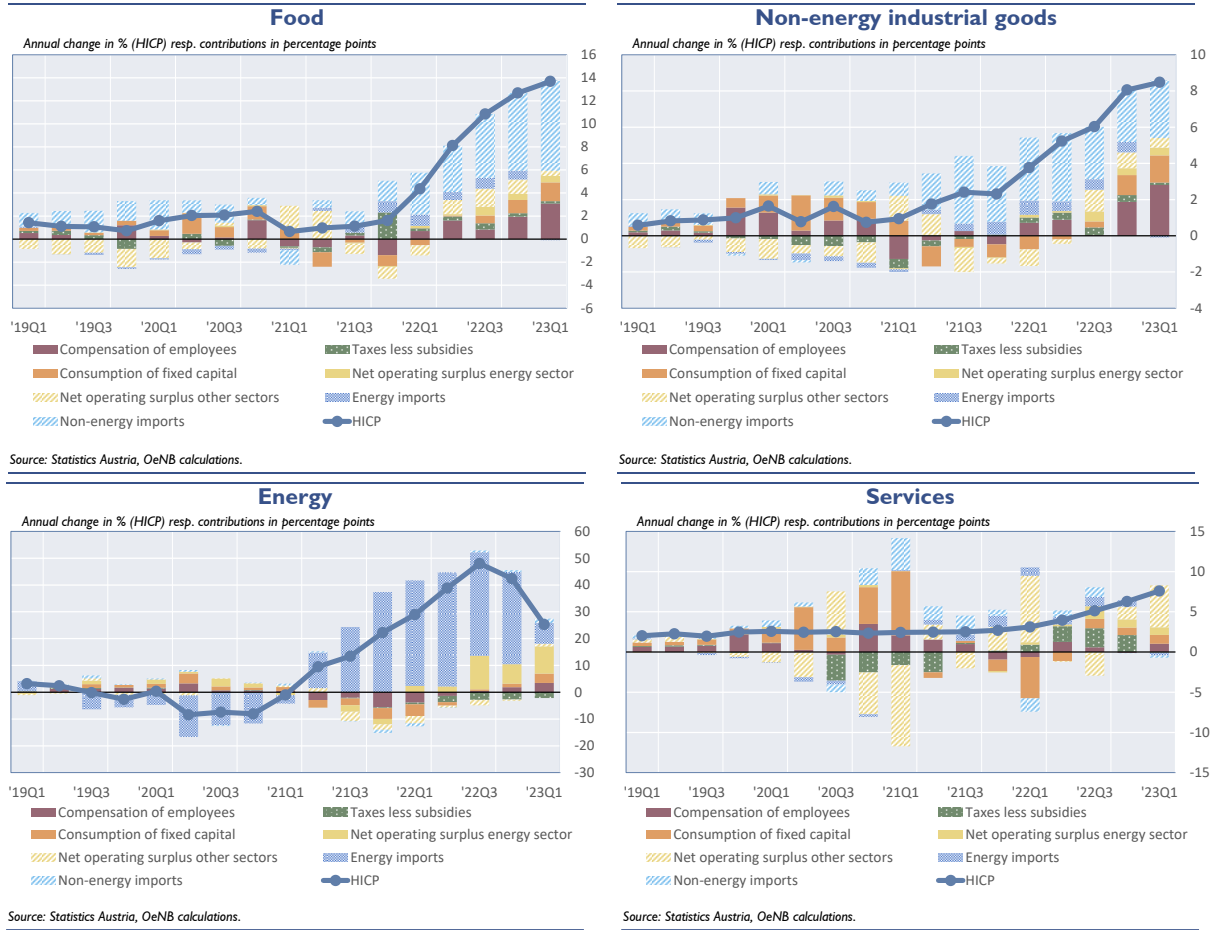 Food
Annual change in % (HICP) resp. contributions in percentage points
16
14
12
10
8
6
4
2
0
-2
-4
-6
'19Q1 '19Q3 '20Q1 '20Q3 '21Q1 '21Q3 '22Q1 '22Q3 '23Q1
Compensation of employees Taxes less subsidies
Consumption of fixed capital Net operating surplus energy sector
Net operating surplus other sectors Energy imports
Non-energy imports HICP
Source: Statistics Austria, OeNB calculations.
Non-energy industrial goods
Annual change in % (HICP) resp. contributions in percentage points
10
8
6
4
2
0
-2
-4
'19Q1 '19Q3 '20Q1 '20Q3 '21Q1 '21Q3 '22Q1 '22Q3 '23Q1
Compensation of employees Taxes less subsidies
Consumption of fixed capital Net operating surplus energy sector
Net operating surplus other sectors Energy imports
Non-energy imports HICP
Source: Statistics Austria, OeNB calculations.
Energy
Annual change in % (HICP) resp. contributions in percentage points
60
50
40
30
20
10
0
-10
-20
-30
'19Q1 '19Q3 '20Q1 '20Q3 '21Q1 '21Q3 '22Q1 '22Q3 '23Q1
Compensation of employees Taxes less subsidies
Consumption of fixed capital Net operating surplus energy sector
Net operating surplus other sectors Energy imports
Non-energy imports HICP
Source: Statistics Austria, OeNB calculations.
Services
Annual change in % (HICP) resp. contributions in percentage points
15
10
5
0
-5
-10
-15
'19Q1 '19Q3 '20Q1 '20Q3 '21Q1 '21Q3 '22Q1 '22Q3 '23Q1
Compensation of employees Taxes less subsidies
Consumption of fixed capital Net operating surplus energy sector
Net operating surplus other sectors Energy imports
Non-energy imports HICP
Source: Statistics Austria, OeNB calculations.